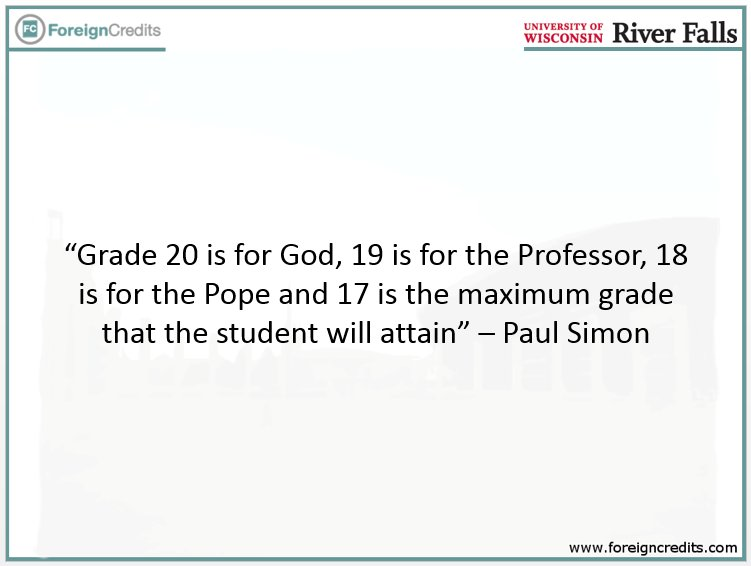 FC ForeignCredits
UNIVERSITY OF
WISCONSIN River Falls
“Grade 20 is for God, 19 is for the Professor, 18
is for the Pope and 17 is the maximum grade
that the student will attain” – Paul Simon
www.foreigncredits.com